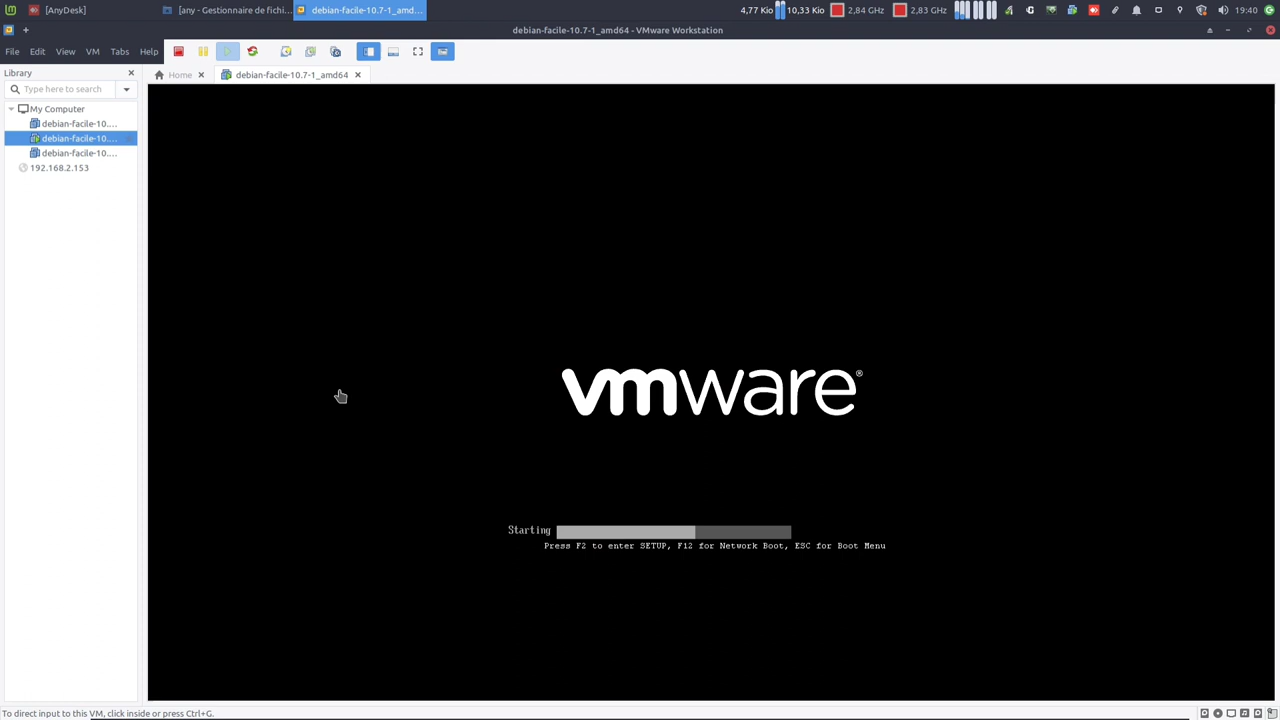 [AnyDesk]
[any - Gestionnaire de fichi...
debian-facile-10.7-1_amd...
4,77 Kio
10,33 Kio
2,84 GHz
2,83 GHz
19:40
debian-facile-10.7-1_amd64 - VMware Workstation
File Edit View VM Tabs Help
Library
Home
debian-facile-10.7-1_amd64
Type here to search
My Computer
debian-facile-10....
debian-facile-10....
debian-facile-10....
192.168.2.153
vmware®
Starting
Press F2 to enter SETUP, F12 for Network Boot, ESC for Boot Menu
To direct input to this VM, click inside or press Ctrl+G.